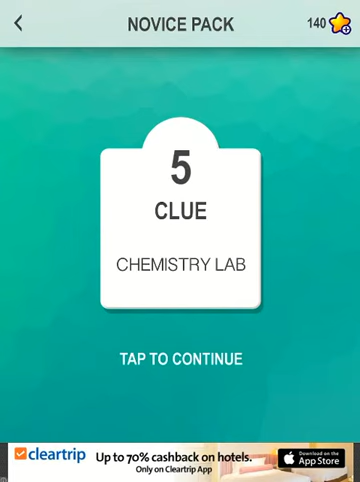 NOVICE PACK
140
5
CLUE
CHEMISTRY LAB
TAP TO CONTINUE
cleartrip
Up to 70% cashback on hotels.
Only on Cleartrip App
Download on the
App Store